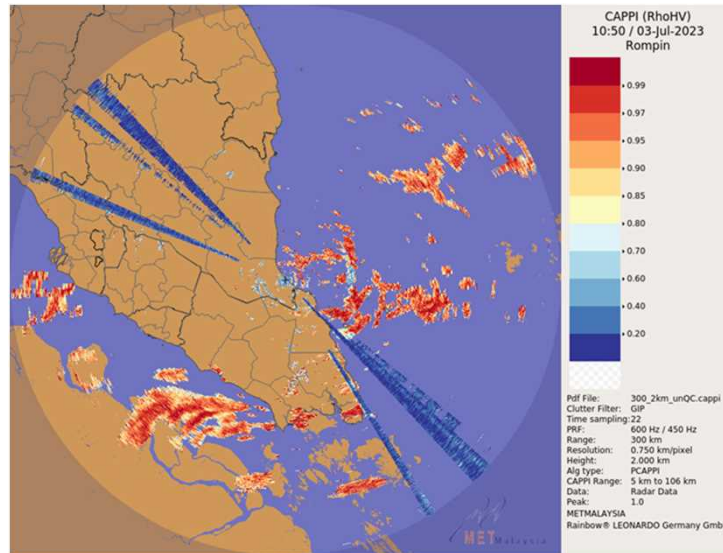 CAPPI (RhoHV)
10:50 / 03-Jul-2023
Rompin
0.99
0.97
0.95
0.90
0.85
0.80
0.70
0.60
0.40
0.20
Pdf File: 300_2km_unQC.cappi
Clutter Filter: GIP
Time sampling:22
PRF: 600 Hz / 450 Hz
Range: 300 km
Resolution: 0.750 km/pixel
Height: 2.000 km
Alg type: PCAPPI
CAPPI Range: 5 km to 106 km
Data: Radar Data
Peak: 1.0
METMALAYSIA
Rainbow® LEONARDO Germany Gmb
METMalaysia